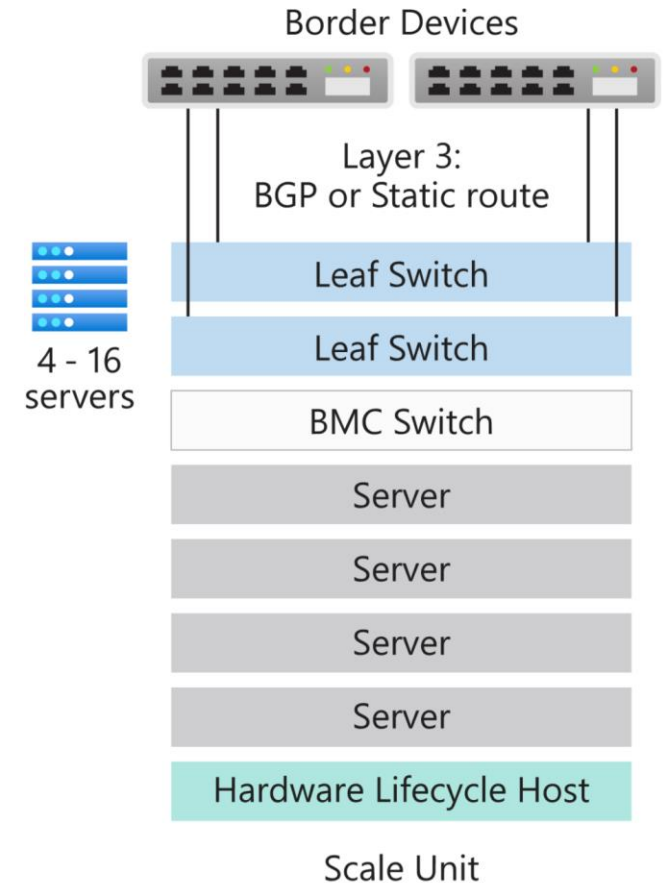 Border Devices
Layer 3:
BGP or Static route
Leaf Switch
4 - 16
servers
Leaf Switch
BMC Switch
Server
Server
Server
Server
Hardware Lifecycle Host
Scale Unit